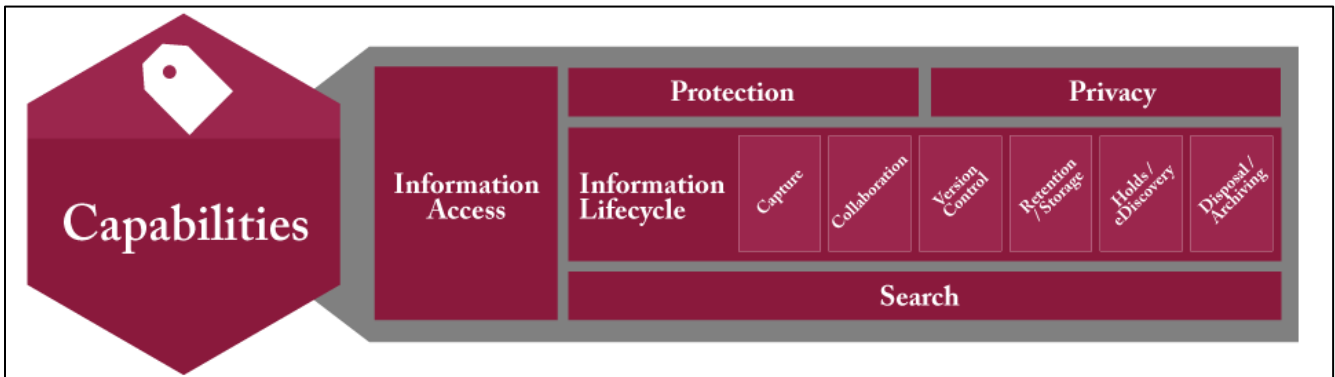 Capabilities
Information
Access
Protection
Privacy
Information
Lifecycle
Capture
Collaboration
Version
Control
Retention
/ Storage
Holds /
eDiscovery
Disposal /
Archiving
Search